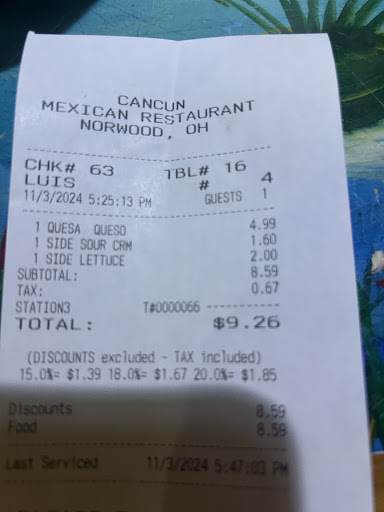 CANCUN
MEXICAN RESTAURANT
NORWOOD, OH
CHK# 63 TBL# 16
LUIS # 4
11/3/2024 5:25:13 PM GUESTS 1
1 QUESA QUESO 4.99
1 SIDE SOUR CRM 1.60
1 SIDE LETTUCE 2.00
SUBTOTAL: 8.59
TAX: 0.67
STATION3 T#0000066 ----------
TOTAL: $9.26
(DISCOUNTS excluded - TAX included)
15.0%= $1.39 18.0%= $1.67 20.0%= $1.85
Discounts 8.59
Food 8.59
Last Serviced 11/3/2024 5:47:03 PM